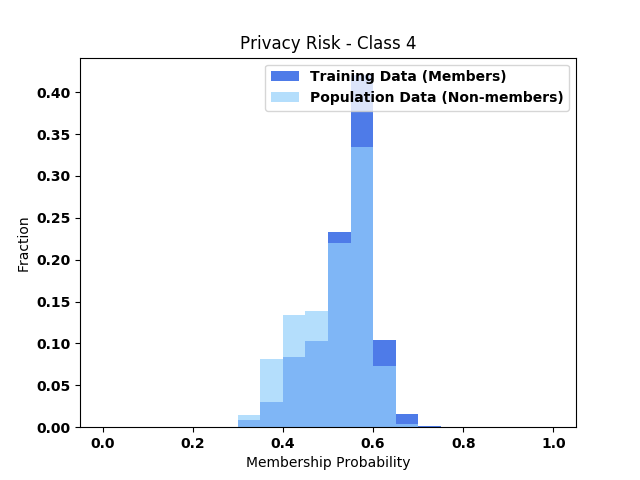 Privacy Risk - Class 4
Training Data (Members)
Population Data (Non-members)
0.40
0.35
0.30
0.25
0.20
0.15
0.10
0.05
0.00
Fraction
0.0 0.2 0.4 0.6 0.8 1.0
Membership Probability